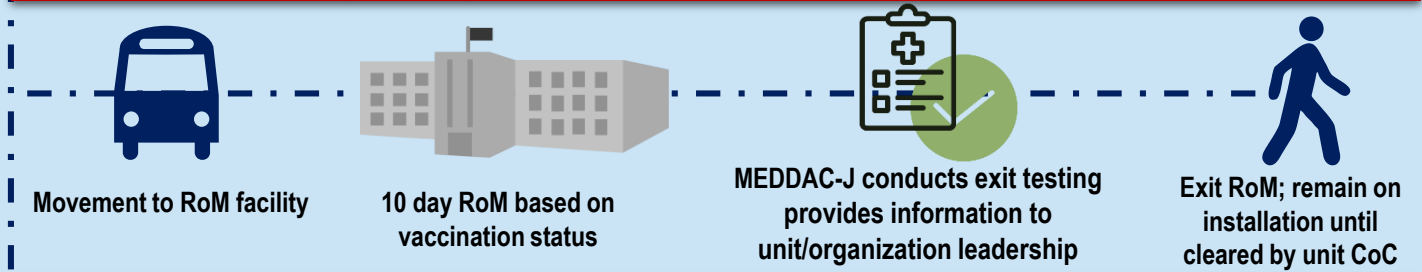 Movement to RoM facility
10 day RoM based on
vaccination status
MEDDAC-J conducts exit testing
provides information to
unit/organization leadership
Exit RoM; remain on
installation until
cleared by unit CoC